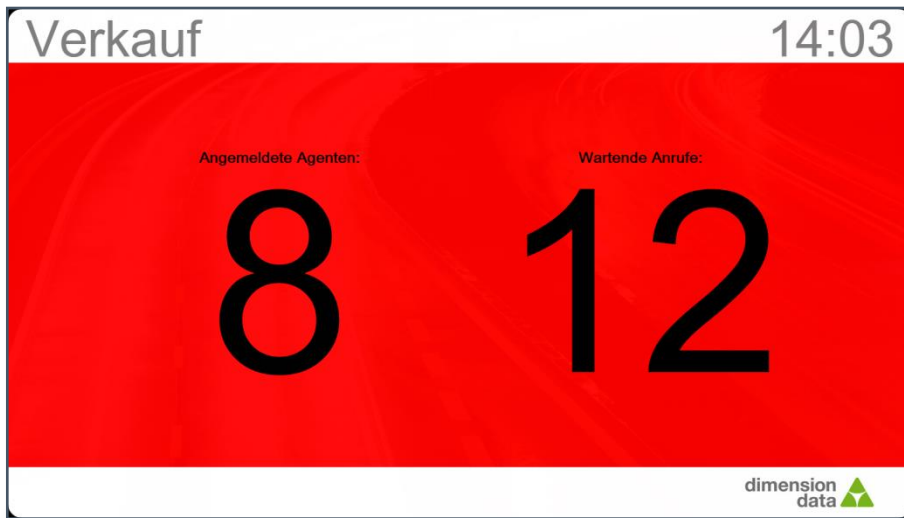 Verkauf 14:03
Angemeldete Agenten: Wartende Anrufe:
8 12
dimension
data